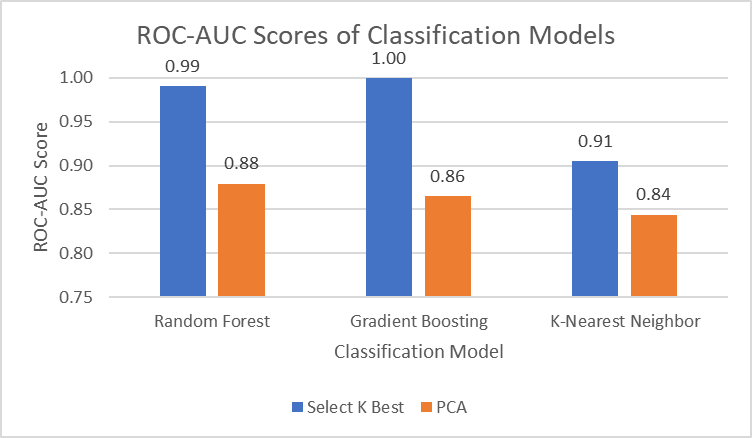 ROC-AUC Scores of Classification Models
ROC-AUC Score
1.00
0.95
0.90
0.85
0.80
0.75
0.99
0.88
1.00
0.86
0.91
0.84
Random Forest
Gradient Boosting
K-Nearest Neighbor
Classification Model
Select K Best
PCA